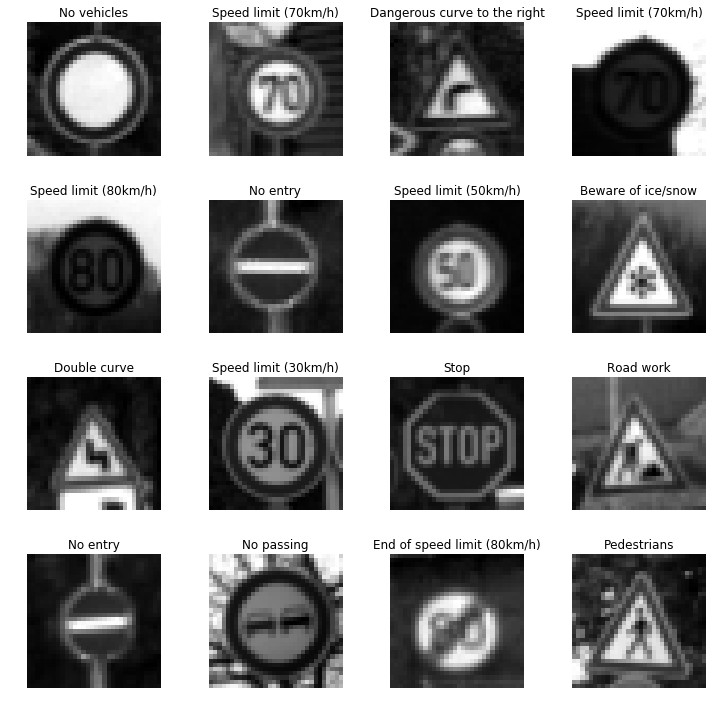 No vehicles
Speed limit (70km/h)
Dangerous curve to the right
Speed limit (70km/h)
70
70
Speed limit (80km/h)
No entry
Speed limit (50km/h)
Beware of ice/snow
80
50
Double curve
Speed limit (30km/h)
Stop
Road work
30
STOP
No entry
No passing
End of speed limit (80km/h)
Pedestrians
80